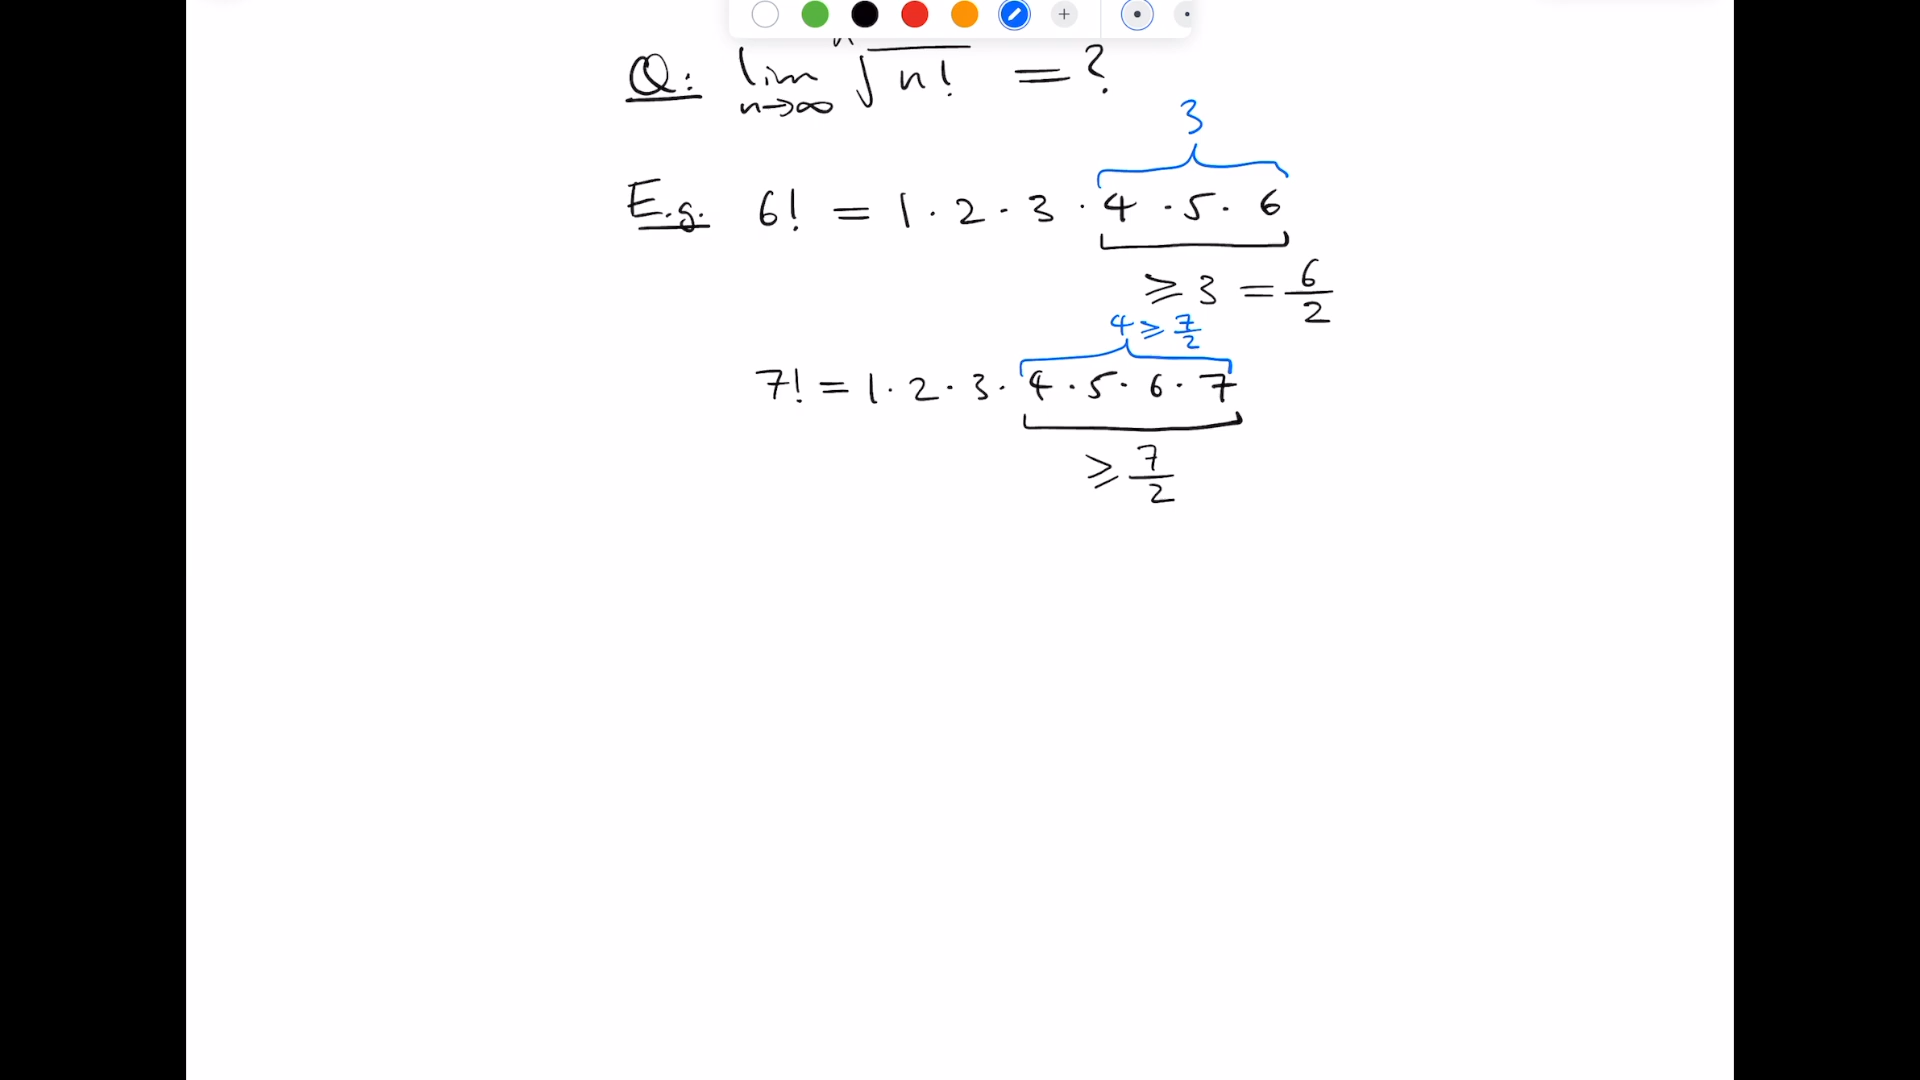 Q: lim n→∞ ⁿ√n! = ?
3
E.g. 6! = 1 · 2 · 3 · 4 · 5 · 6
≥ 3 = 6/2
4 ≥ 7/2
7! = 1 · 2 · 3 · 4 · 5 · 6 · 7
≥ 7/2